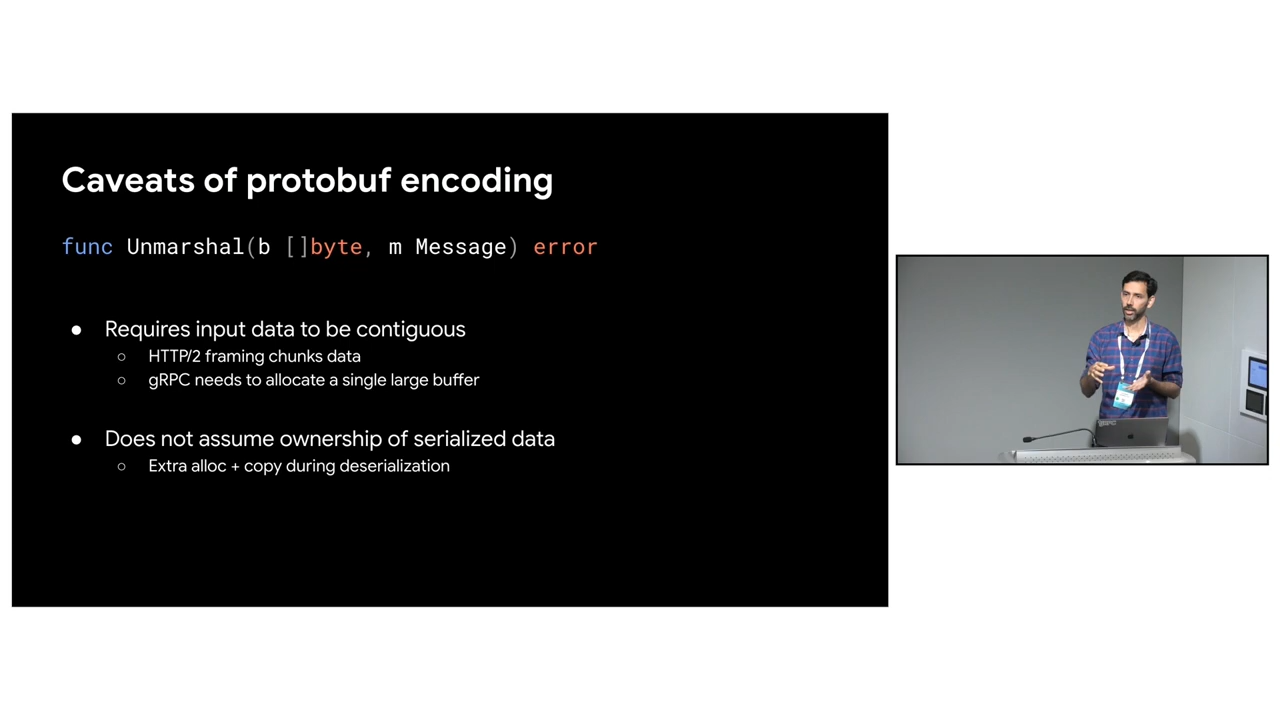 Caveats of protobuf encoding
func Unmarshal(b []byte, m Message) error
● Requires input data to be contiguous
○ HTTP/2 framing chunks data
○ gRPC needs to allocate a single large buffer
● Does not assume ownership of serialized data
○ Extra alloc + copy during deserialization